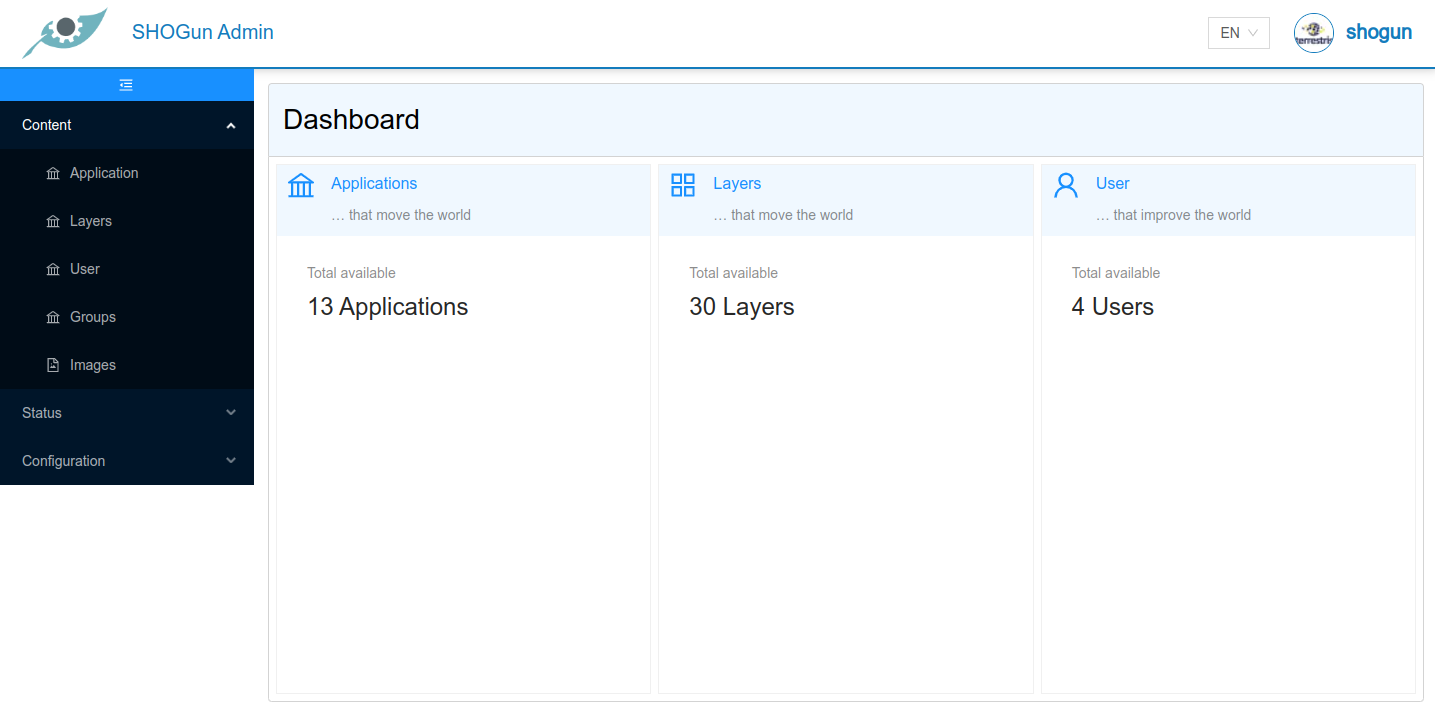 SHOGun Admin
EN
terrestris
shogun
Content
Application
Layers
User
Groups
Images
Status
Configuration
Dashboard
Applications
… that move the world
Total available
13 Applications
Layers
… that move the world
Total available
30 Layers
User
… that improve the world
Total available
4 Users